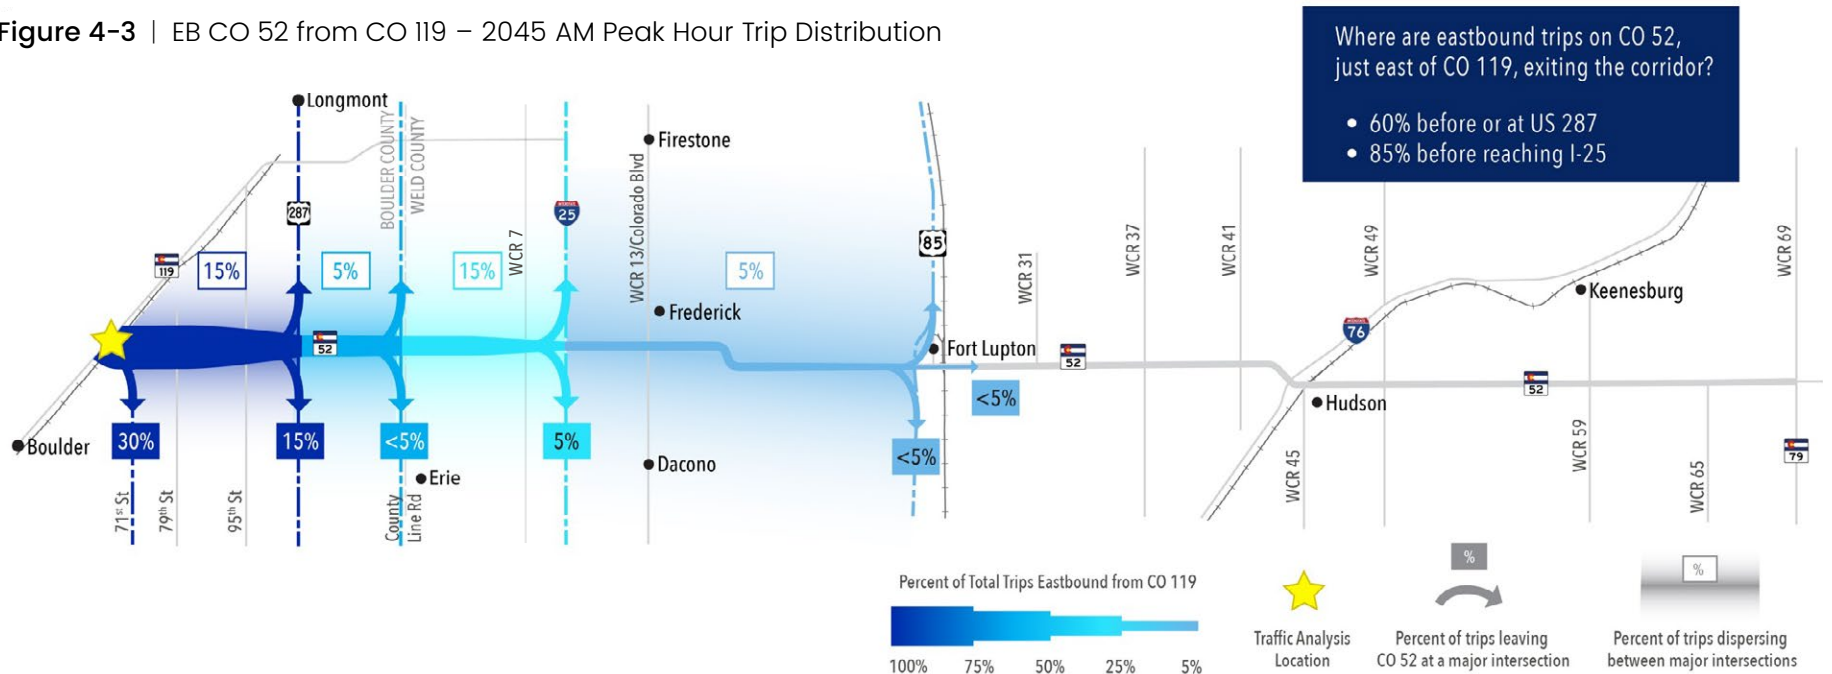 Figure 4-3 | EB CO 52 from CO 119 – 2045 AM Peak Hour Trip Distribution
Where are eastbound trips on CO 52,
just east of CO 119, exiting the corridor?
• 60% before or at US 287
• 85% before reaching I-25
Longmont
BOULDER COUNTY
WELD COUNTY
Firestone
287
25
WCR 7
WCR 13/Colorado Blvd
85
WCR 31
WCR 37
WCR 41
WCR 49
WCR 69
119
15%
5%
15%
5%
Keenesburg
Frederick
76
52
Fort Lupton
52
52
<5%
Hudson
Boulder
30%
15%
<5%
5%
<5%
Erie
Dacono
71st St
79th St
95th St
County
Line Rd
WCR 45
WCR 59
WCR 65
79
Percent of Total Trips Eastbound from CO 119
100%
75%
50%
25%
5%
Traffic Analysis
Location
%
Percent of trips leaving
CO 52 at a major intersection
%
Percent of trips dispersing
between major intersections